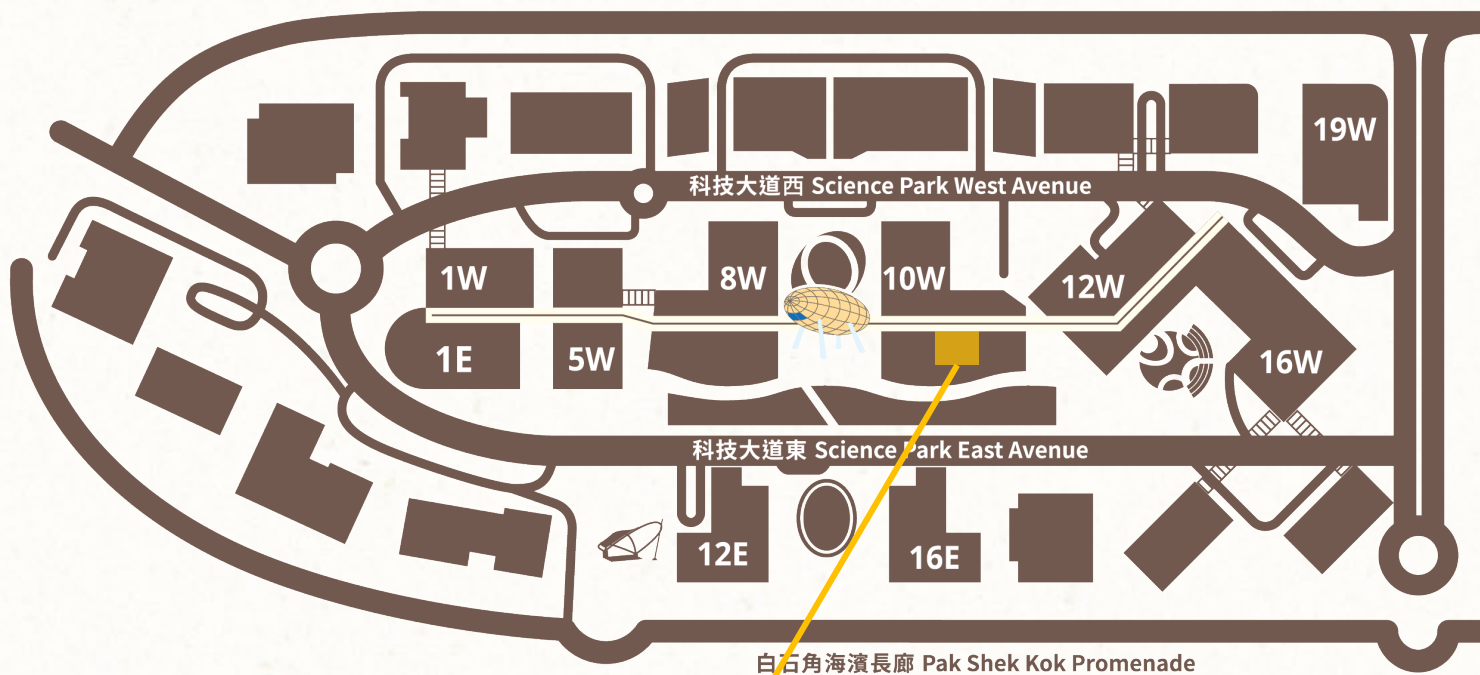 19W
科技大道西 Science Park West Avenue
1W
8W
10W
12W
1E
5W
16W
科技大道東 Science Park East Avenue
12E
16E
白石角海濱長廊 Pak Shek Kok Promenade